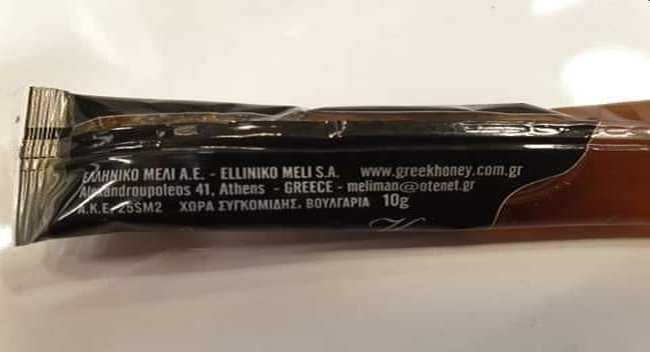 ΕΛΛΗΝΙΚΟ ΜΕΛΙ Α.Ε. - ELLINIKO MELI S.A. www.greekhoney.com.gr
Alexandroupoleos 41, Athens - GREECE - meliman@otenet.gr
Α.Κ.Ε. 25SM2 ΧΩΡΑ ΣΥΓΚΟΜΙΔΗΣ. ΒΟΥΛΓΑΡΙΑ 10g